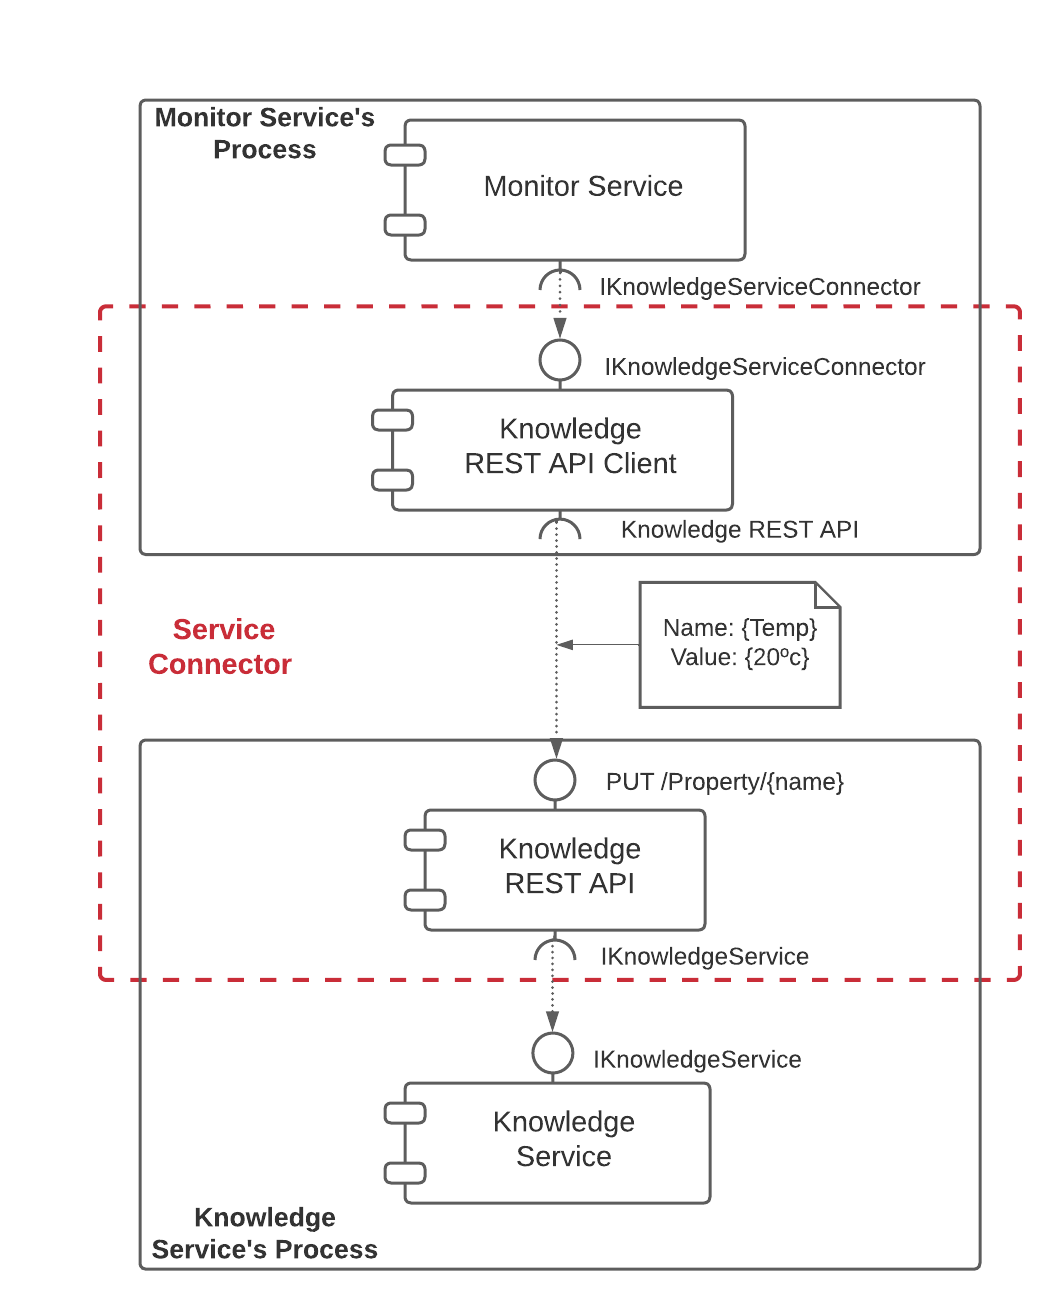 Monitor Service's
Process
Monitor Service
IKnowledgeServiceConnector
IKnowledgeServiceConnector
Knowledge
REST API Client
Knowledge REST API
Service
Connector
Name: {Temp}
Value: {20ºc}
PUT /Property/{name}
Knowledge
REST API
IKnowledgeService
IKnowledgeService
Knowledge
Service
Knowledge
Service's Process